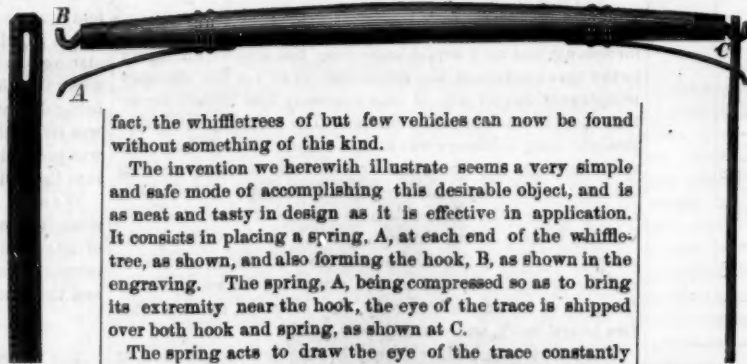 B
A
C
fact, the whiffletrees of but few vehicles can now be found
without something of this kind.
The invention we herewith illustrate seems a very simple
and safe mode of accomplishing this desirable object, and is
as neat and tasty in design as it is effective in application.
It consists in placing a spring, A, at each end of the whiffle-
tree, as shown, and also forming the hook, B, as shown in the
engraving. The spring, A, being compressed so as to bring
its extremity near the hook, the eye of the trace is shipped
over both hook and spring, as shown at C.
The spring acts to draw the eye of the trace constantly